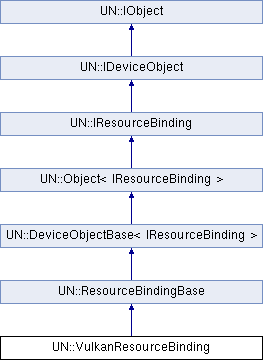 UN::IObject
UN::IDeviceObject
UN::IResourceBinding
UN::Object< IResourceBinding >
UN::DeviceObjectBase< IResourceBinding >
UN::ResourceBindingBase
UN::VulkanResourceBinding